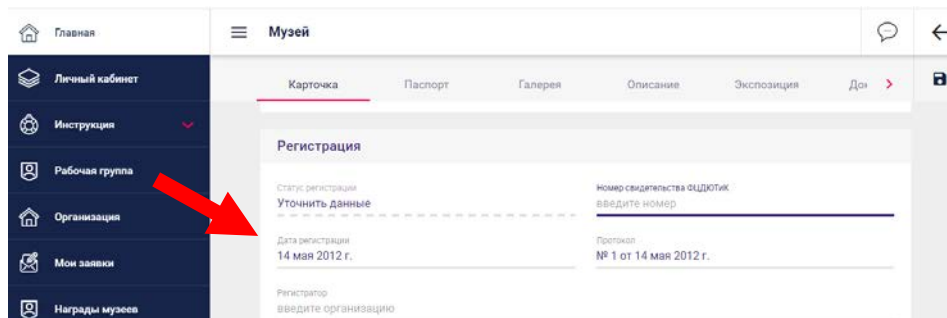 Главная
Музей
Личный кабинет
Карточка
Паспорт
Галерея
Описание
Экспозиция
До
Инструкция
Регистрация
Рабочая группа
Статус регистрации
Номер свидетельства ФЦДЮТиК
Уточнить данные
введите номер
Организация
Дата регистрации
Протокол
14 мая 2012 г.
№ 1 от 14 мая 2012 г.
Мои заявки
Регистратор
Награды музеев
введите организацию